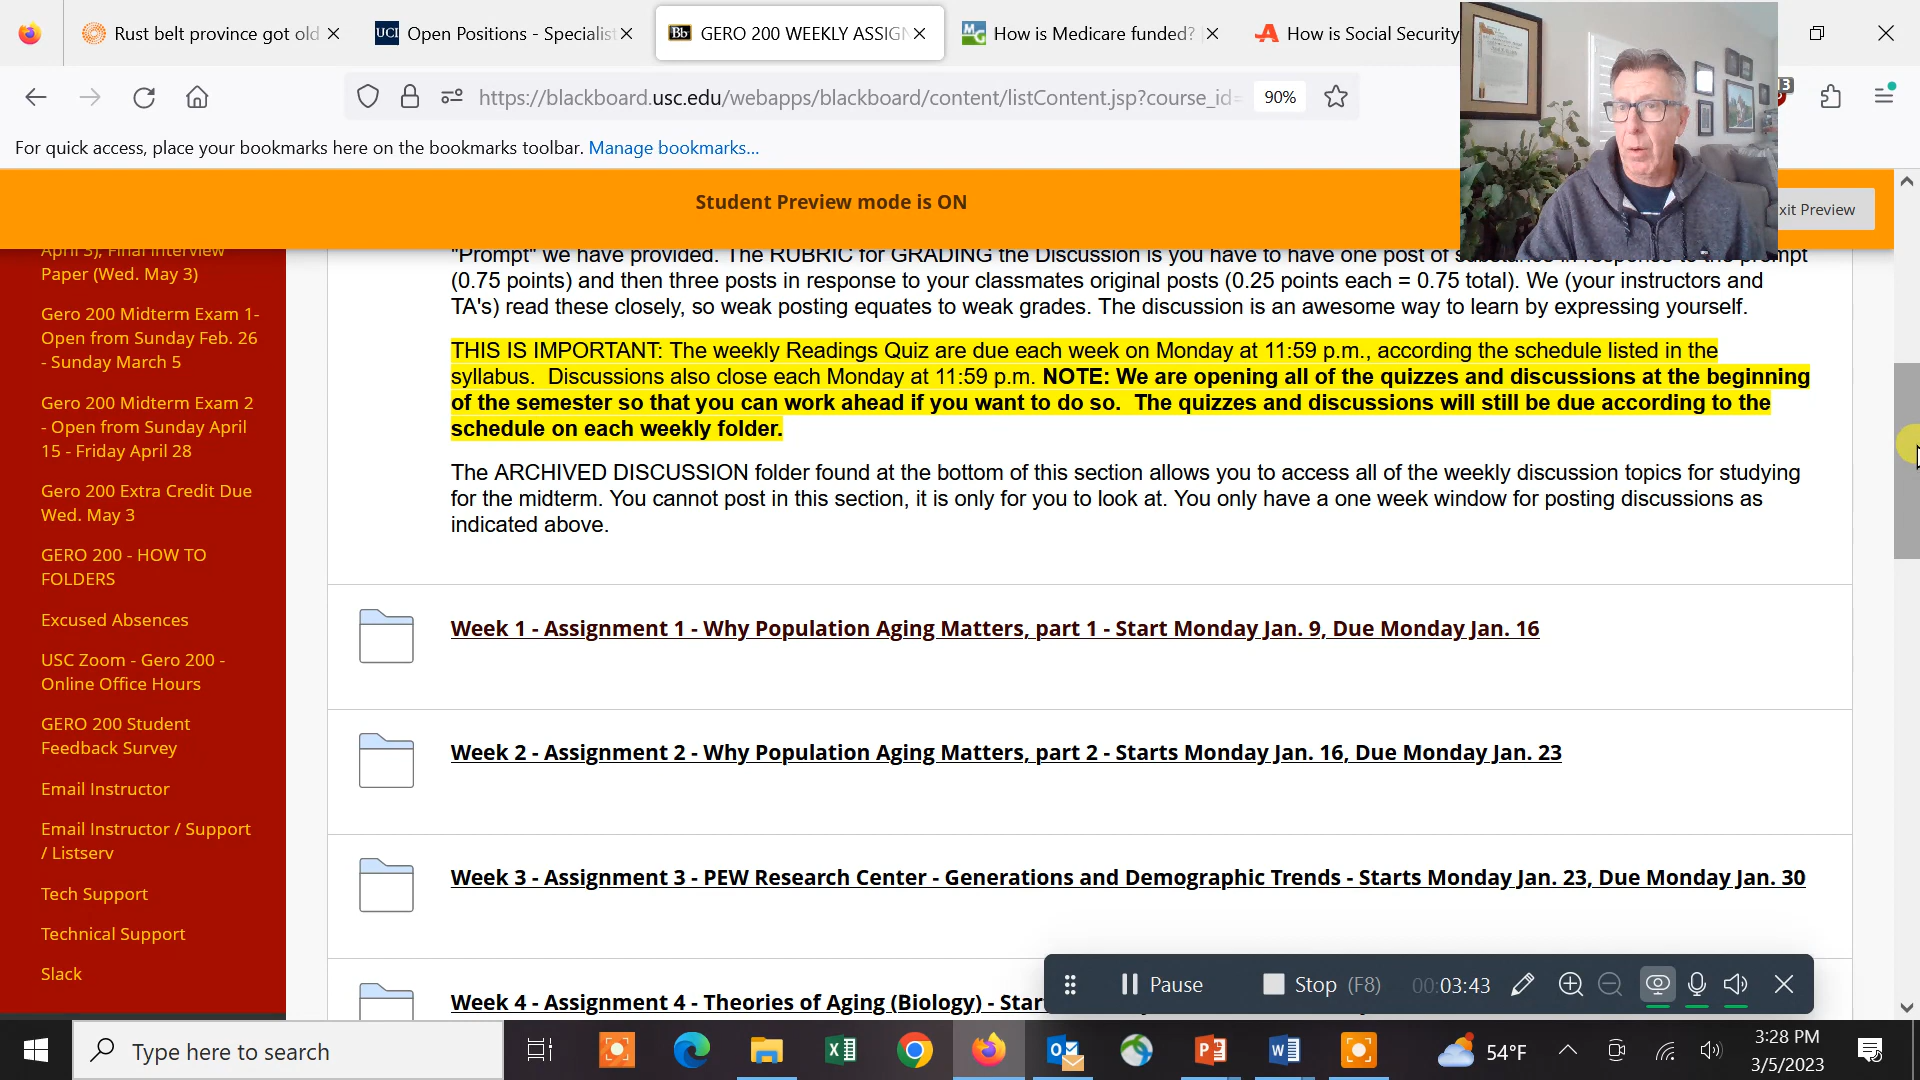 Rust belt province got old
UCI Open Positions - Specialist
Bb GERO 200 WEEKLY ASSIGN
MG How is Medicare funded?
How is Social Security
https://blackboard.usc.edu/webapps/blackboard/content/listContent.jsp?course_id=
90%
For quick access, place your bookmarks here on the bookmarks toolbar. Manage bookmarks...
Student Preview mode is ON
xit Preview
April 3), Final Interview
Paper (Wed. May 3)
Gero 200 Midterm Exam 1-
Open from Sunday Feb. 26
- Sunday March 5
Gero 200 Midterm Exam 2
- Open from Sunday April
15 - Friday April 28
Gero 200 Extra Credit Due
Wed. May 3
GERO 200 - HOW TO
FOLDERS
Excused Absences
USC Zoom - Gero 200 -
Online Office Hours
GERO 200 Student
Feedback Survey
Email Instructor
Email Instructor / Support
/ Listserv
Tech Support
Technical Support
Slack
"Prompt" we have provided. The RUBRIC for GRADING the Discussion is you have to have one post of substance in response to the prompt
(0.75 points) and then three posts in response to your classmates original posts (0.25 points each = 0.75 total). We (your instructors and
TA's) read these closely, so weak posting equates to weak grades. The discussion is an awesome way to learn by expressing yourself.
THIS IS IMPORTANT: The weekly Readings Quiz are due each week on Monday at 11:59 p.m., according the schedule listed in the
syllabus. Discussions also close each Monday at 11:59 p.m. NOTE: We are opening all of the quizzes and discussions at the beginning
of the semester so that you can work ahead if you want to do so. The quizzes and discussions will still be due according to the
schedule on each weekly folder.
The ARCHIVED DISCUSSION folder found at the bottom of this section allows you to access all of the weekly discussion topics for studying
for the midterm. You cannot post in this section, it is only for you to look at. You only have a one week window for posting discussions as
indicated above.
Week 1 - Assignment 1 - Why Population Aging Matters, part 1 - Start Monday Jan. 9, Due Monday Jan. 16
Week 2 - Assignment 2 - Why Population Aging Matters, part 2 - Starts Monday Jan. 16, Due Monday Jan. 23
Week 3 - Assignment 3 - PEW Research Center - Generations and Demographic Trends - Starts Monday Jan. 23, Due Monday Jan. 30
Week 4 - Assignment 4 - Theories of Aging (Biology) - Star
Pause
Stop (F8)
00:03:43
Type here to search
54°F
3:28 PM
3/5/2023